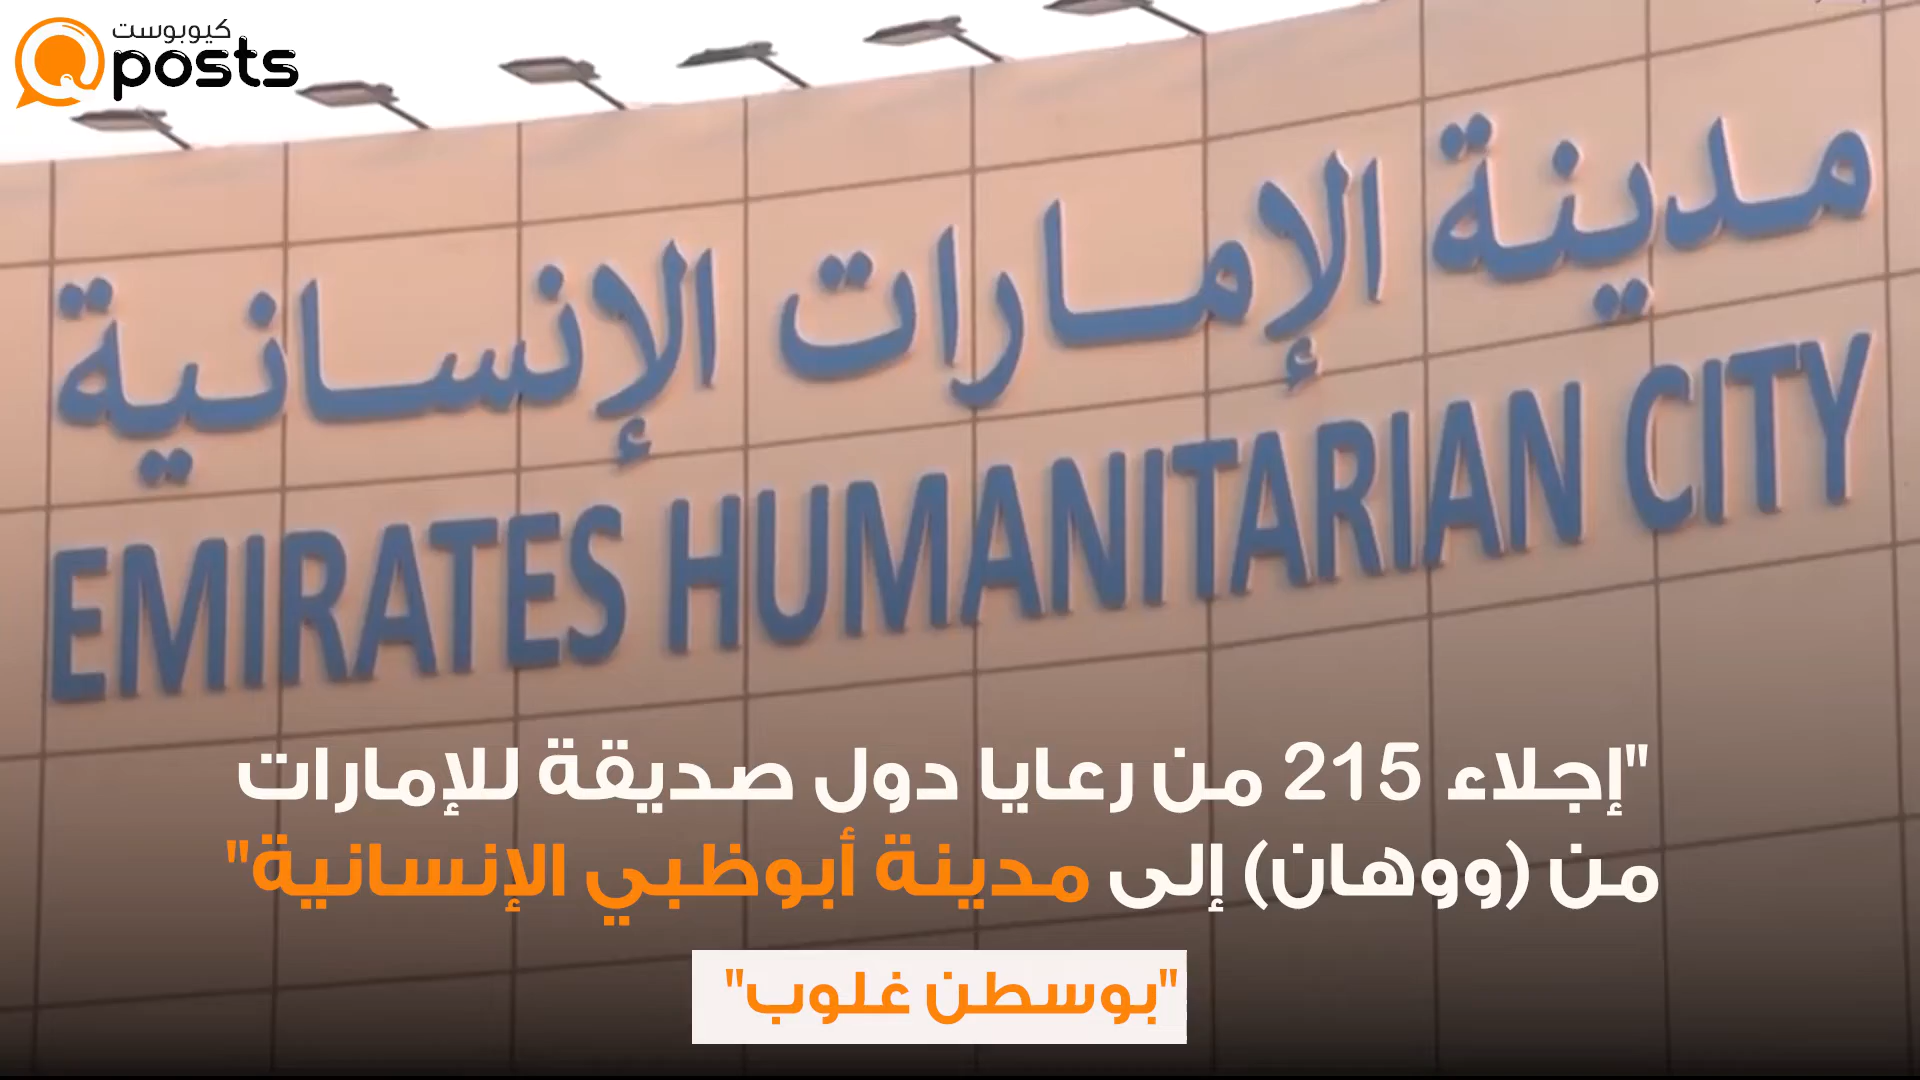 كيوبوست
Qposts
مدينة الإمارات الإنسانية
EMIRATES HUMANITARIAN CITY
"إجلاء 215 من رعايا دول صديقة للإمارات
من (ووهان) إلى مدينة أبوظبي الإنسانية"
"بوسطن غلوب"